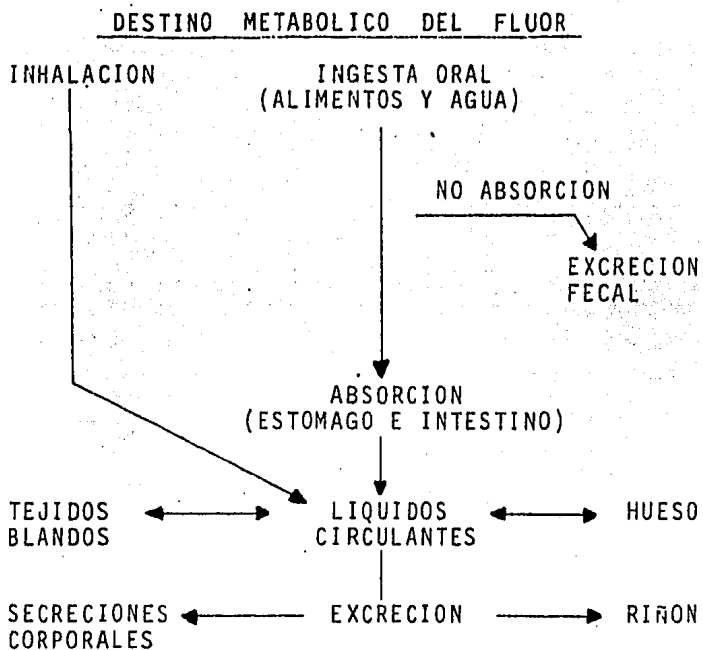 DESTINO METABOLICO DEL FLUOR
INHALACION
INGESTA ORAL
(ALIMENTOS Y AGUA)
NO ABSORCION
EXCRECION
FECAL
ABSORCION
(ESTOMAGO E INTESTINO)
TEJIDOS
BLANDOS
LIQUIDOS
CIRCULANTES
HUESO
SECRECIONES
CORPORALES
EXCRECION
RIñON